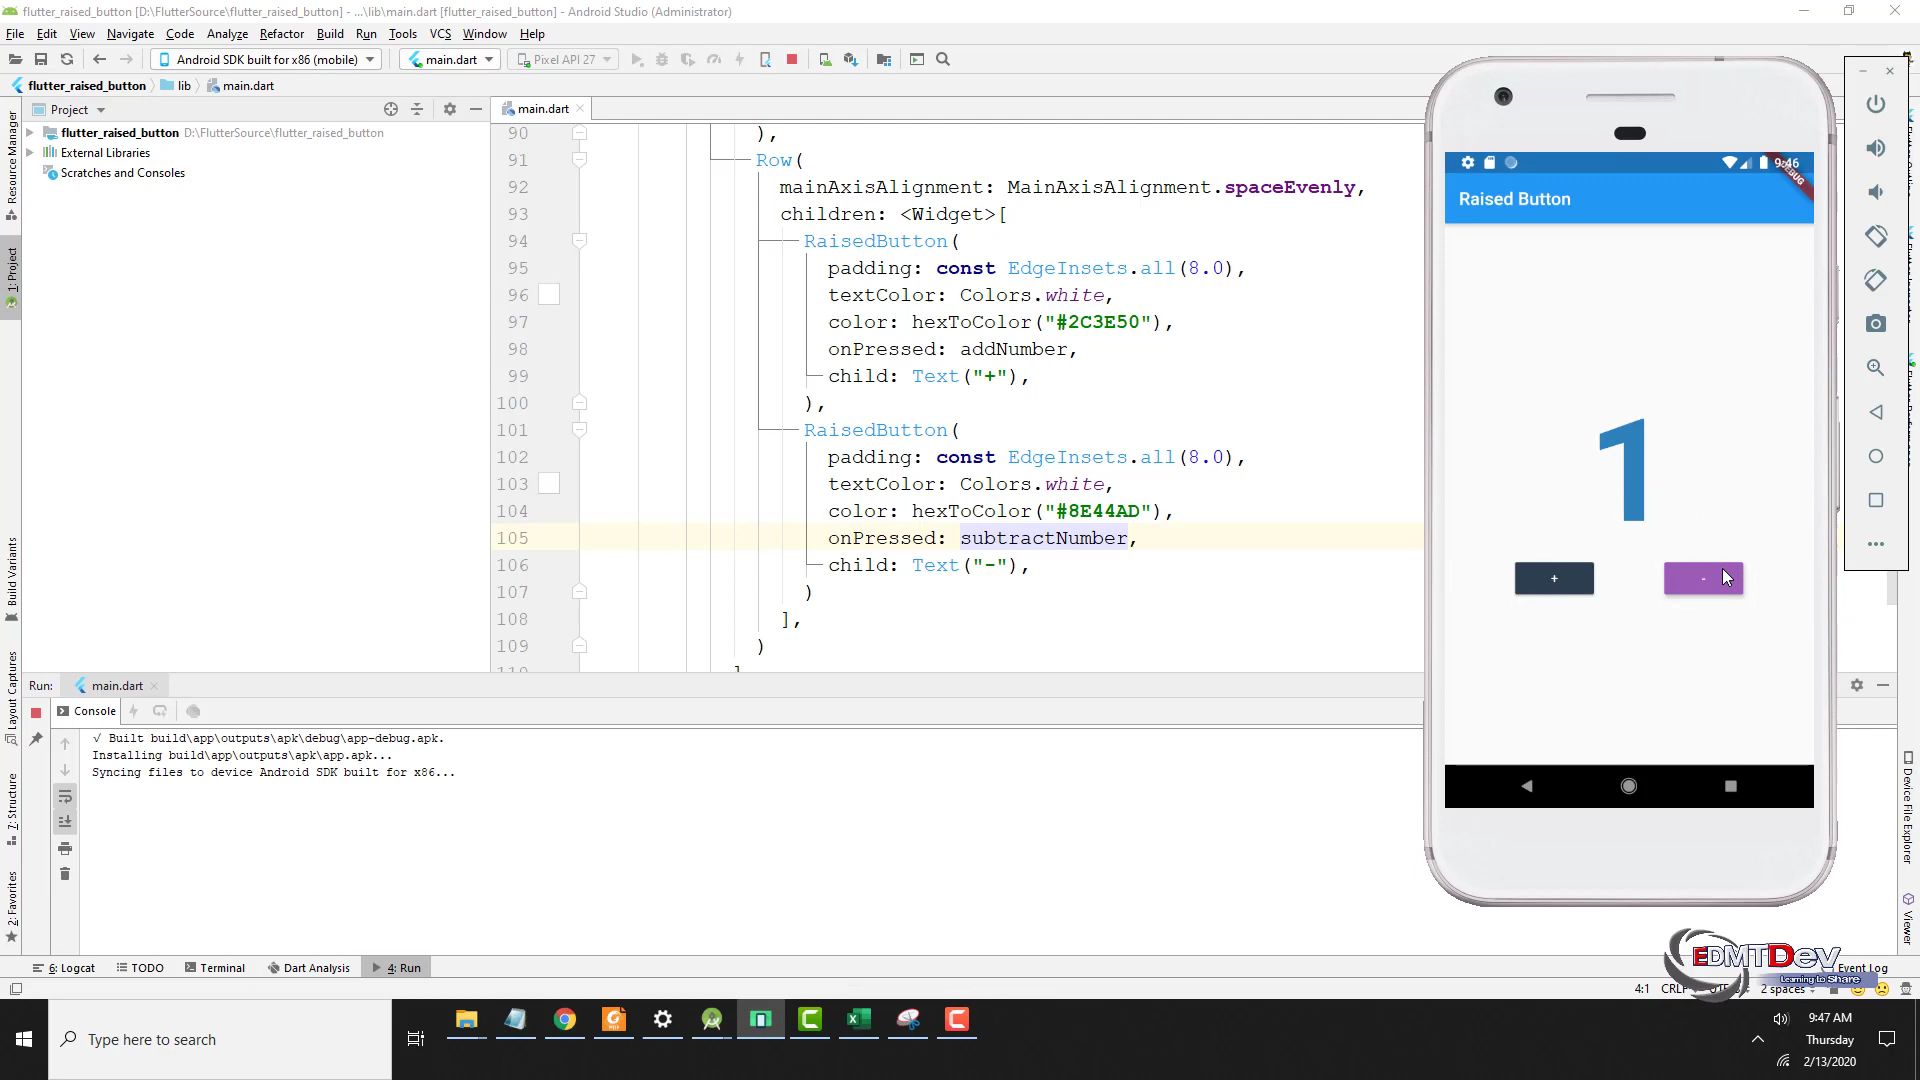 flutter_raised_button [D:\FlutterSource\flutter_raised_button] - ...\lib\main.dart [flutter_raised_button] - Android Studio (Administrator)
File Edit View Navigate Code Analyze Refactor Build Run Tools VCS Window Help
Android SDK built for x86 (mobile) main.dart Pixel API 27
flutter_raised_button lib main.dart
Project
main.dart
flutter_raised_button D:\FlutterSource\flutter_raised_button
External Libraries
Scratches and Consoles
Resource Manager
1: Project
Build Variants
Layout Captures
7: Structure
2: Favorites
90 ),
91 Row(
92 mainAxisAlignment: MainAxisAlignment.spaceEvenly,
93 children: <Widget>[
94 RaisedButton(
95 padding: const EdgeInsets.all(8.0),
96 textColor: Colors.white,
97 color: hexToColor("#2C3E50"),
98 onPressed: addNumber,
99 child: Text("+"),
100 ),
101 RaisedButton(
102 padding: const EdgeInsets.all(8.0),
103 textColor: Colors.white,
104 color: hexToColor("#8E44AD"),
105 onPressed: subtractNumber,
106 child: Text("-"),
107 )
108 ],
109 )
110 ]
9:46
DEBUG
Raised Button
1
+ -
Run: main.dart
Console
√ Built build\app\outputs\apk\debug\app-debug.apk.
Installing build\app\outputs\apk\app.apk...
Syncing files to device Android SDK built for x86...
Device File Explorer
Viewer
6: Logcat TODO Terminal Dart Analysis 4: Run Event Log
EDMTDev
Learning to Share
4:1 CRLF 2 spaces
Type here to search
9:47 AM
Thursday
2/13/2020